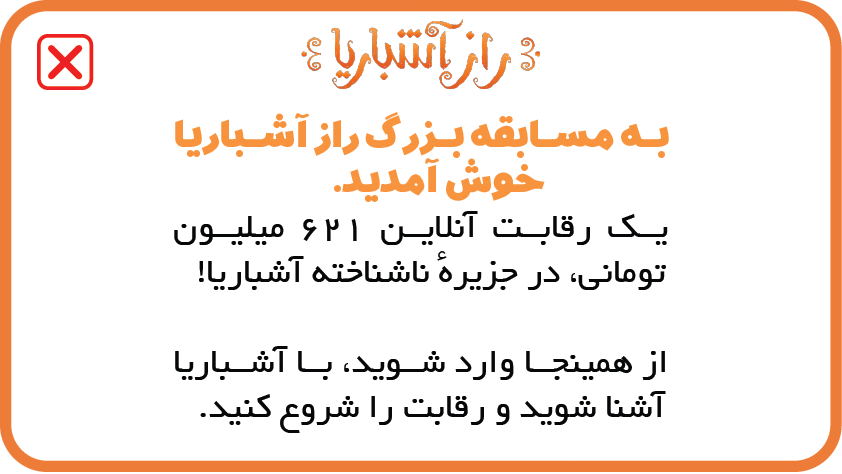 راز آشباریا
به مسابقه بزرگ راز آشباریا
خوش آمدید.
یک رقابت آنلاین ۶۲۱ میلیون
تومانی، در جزیرهٔ ناشناخته آشباریا!
از همینجا وارد شوید، با آشباریا
آشنا شوید و رقابت را شروع کنید.